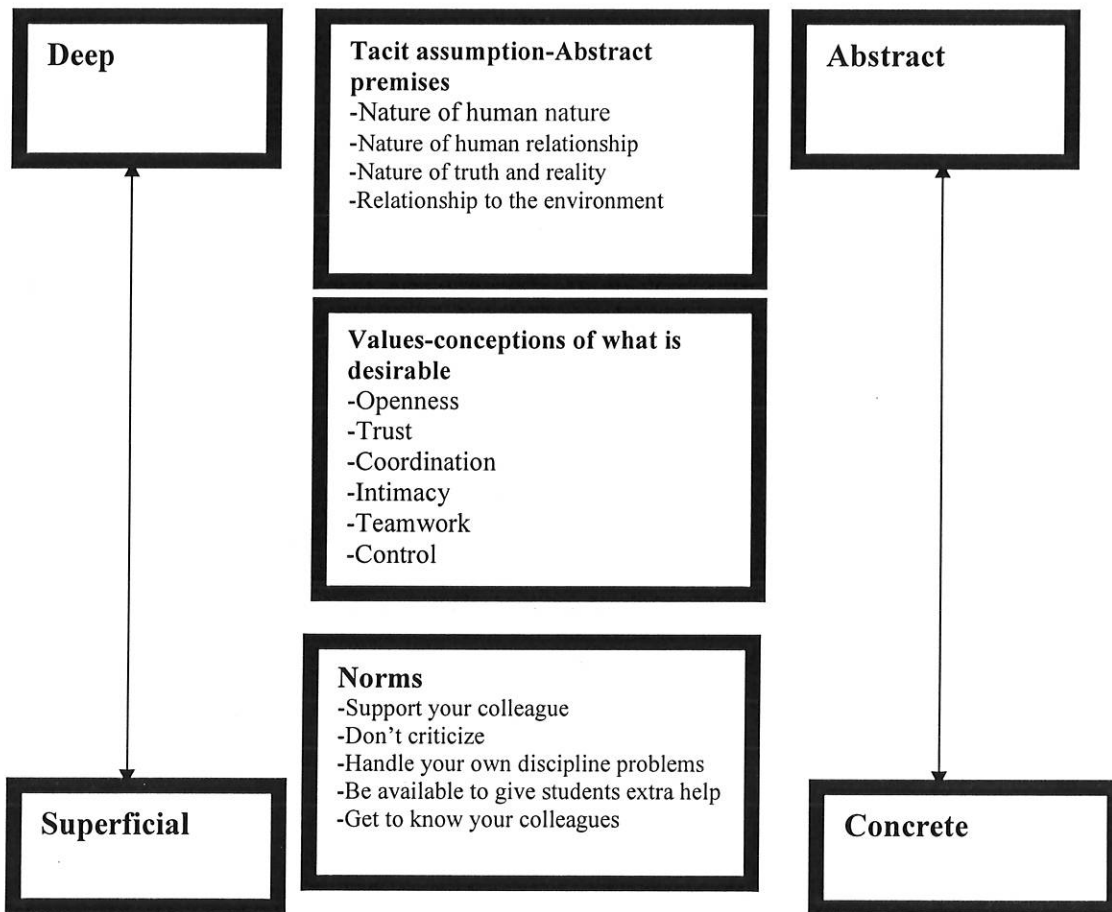 Deep
Tacit assumption-Abstract
premises
-Nature of human nature
-Nature of human relationship
-Nature of truth and reality
-Relationship to the environment
Abstract
Values-conceptions of what is
desirable
-Openness
-Trust
-Coordination
-Intimacy
-Teamwork
-Control
Norms
-Support your colleague
-Don't criticize
-Handle your own discipline problems
-Be available to give students extra help
-Get to know your colleagues
Superficial
Concrete